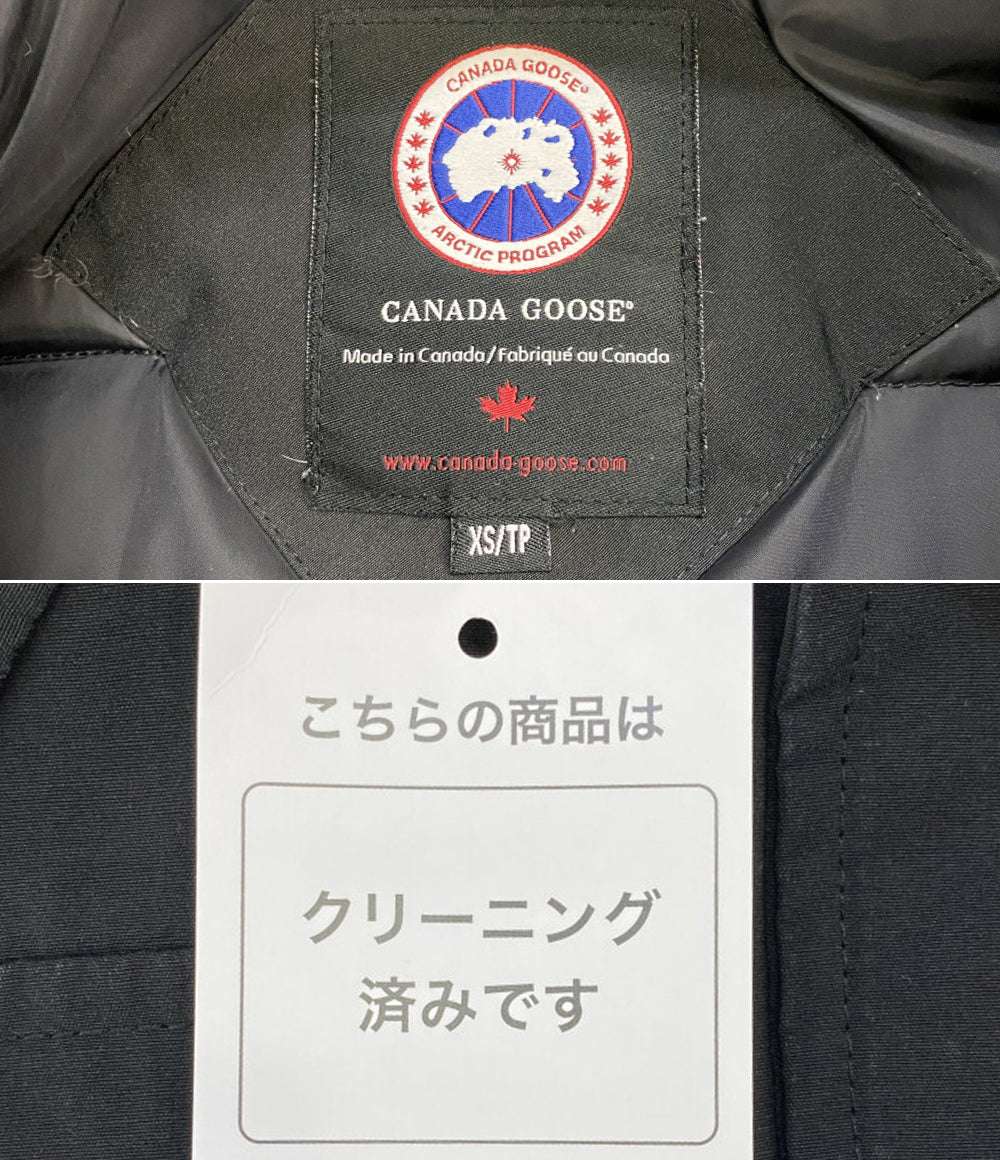 CANADA GOOSE®
ARCTIC PROGRAM
CANADA GOOSE®
Made in Canada/Fabriqué au Canada
www.canada-goose.com
XS/TP
こちらの商品は
クリーニング
済みです